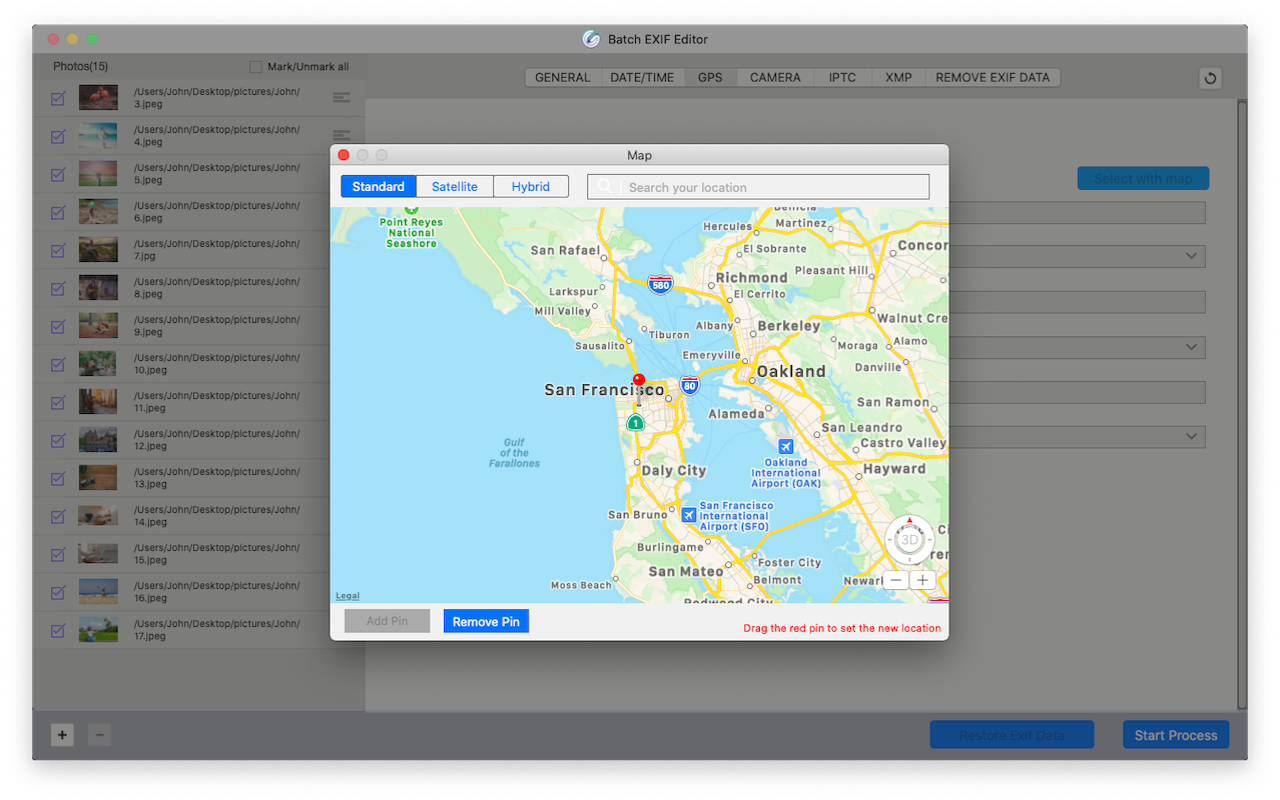 Batch EXIF Editor
Photos(15)
Mark/Unmark all
GENERAL
DATE/TIME
GPS
CAMERA
IPTC
XMP
REMOVE EXIF DATA
/Users/John/Desktop/pictures/John/
3.jpeg
/Users/John/Desktop/pictures/John/
4.jpeg
/Users/John/Desktop/pictures/John/
5.jpeg
/Users/John/Desktop/pictures/John/
6.jpeg
/Users/John/Desktop/pictures/John/
7.jpg
/Users/John/Desktop/pictures/John/
8.jpeg
/Users/John/Desktop/pictures/John/
9.jpeg
/Users/John/Desktop/pictures/John/
10.jpeg
/Users/John/Desktop/pictures/John/
11.jpeg
/Users/John/Desktop/pictures/John/
12.jpeg
/Users/John/Desktop/pictures/John/
13.jpeg
/Users/John/Desktop/pictures/John/
14.jpeg
/Users/John/Desktop/pictures/John/
15.jpeg
/Users/John/Desktop/pictures/John/
16.jpeg
/Users/John/Desktop/pictures/John/
17.jpeg
Select with map
Map
Standard
Satellite
Hybrid
Search your location
Point Reyes
National
Seashore
Benicia
Hercules
Martinez
San Rafael
El Sobrante
Concor
Richmond
Pleasant Hill
580
Larkspur
El Cerrito
Mill Valley
Walnut Cre
Tiburon
Albany
Berkeley
Sausalito
Moraga
Alamo
Emeryville
Danville
Oakland
San Francisco
80
San Ramon
Alameda
1
San Leandro
Castro Valley
Gulf
of the
Farallones
Oakland
International
Airport (OAK)
Daly City
Hayward
San Francisco
International
Airport (SFO)
San Bruno
3D
Burlingame
Foster City
San Mateo
Belmont
Newark
Moss Beach
Redwood City
Legal
Add Pin
Remove Pin
Drag the red pin to set the new location
+
−
Restore Exif Data
Start Process